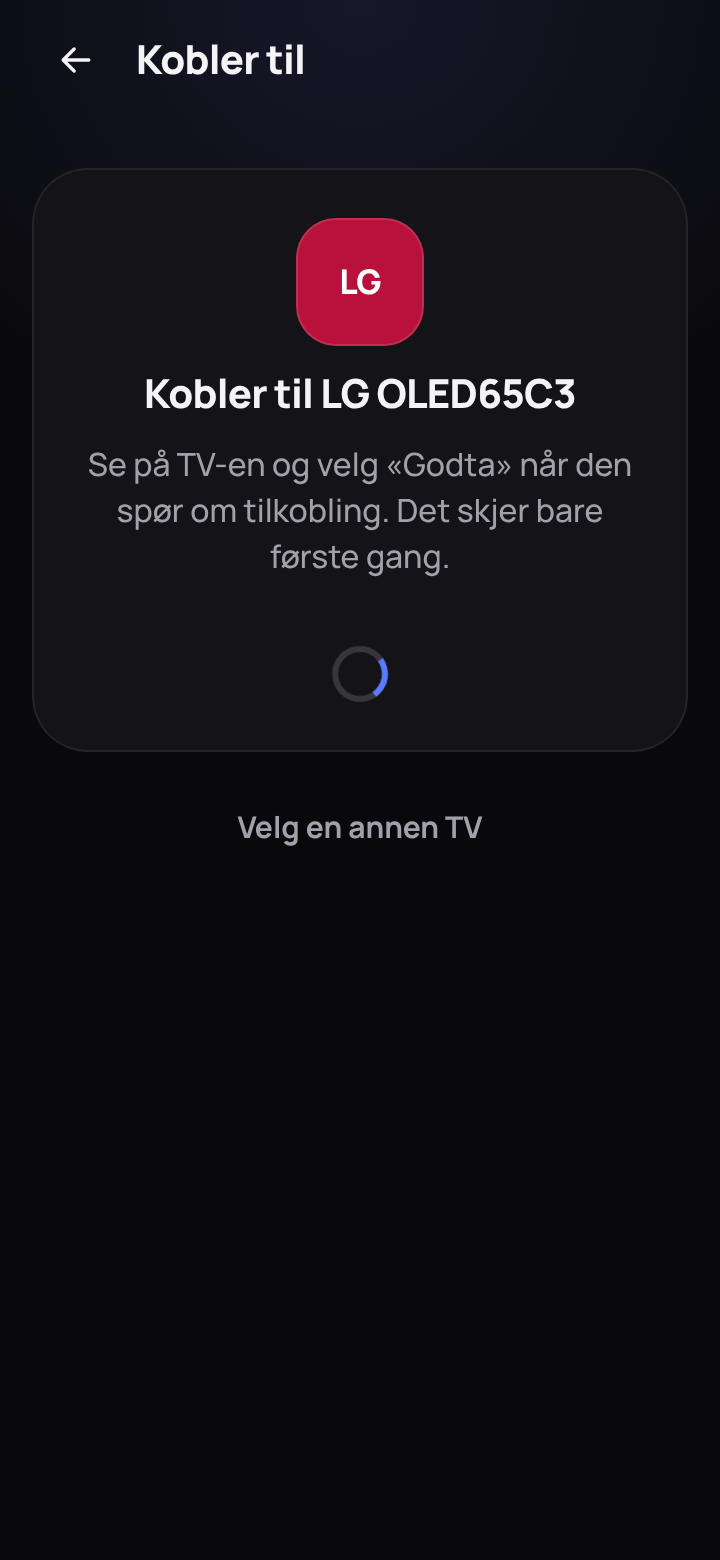 Kobler til
LG
Kobler til LG OLED65C3
Se på TV-en og velg «Godta» når den
spør om tilkobling. Det skjer bare
første gang.
Velg en annen TV